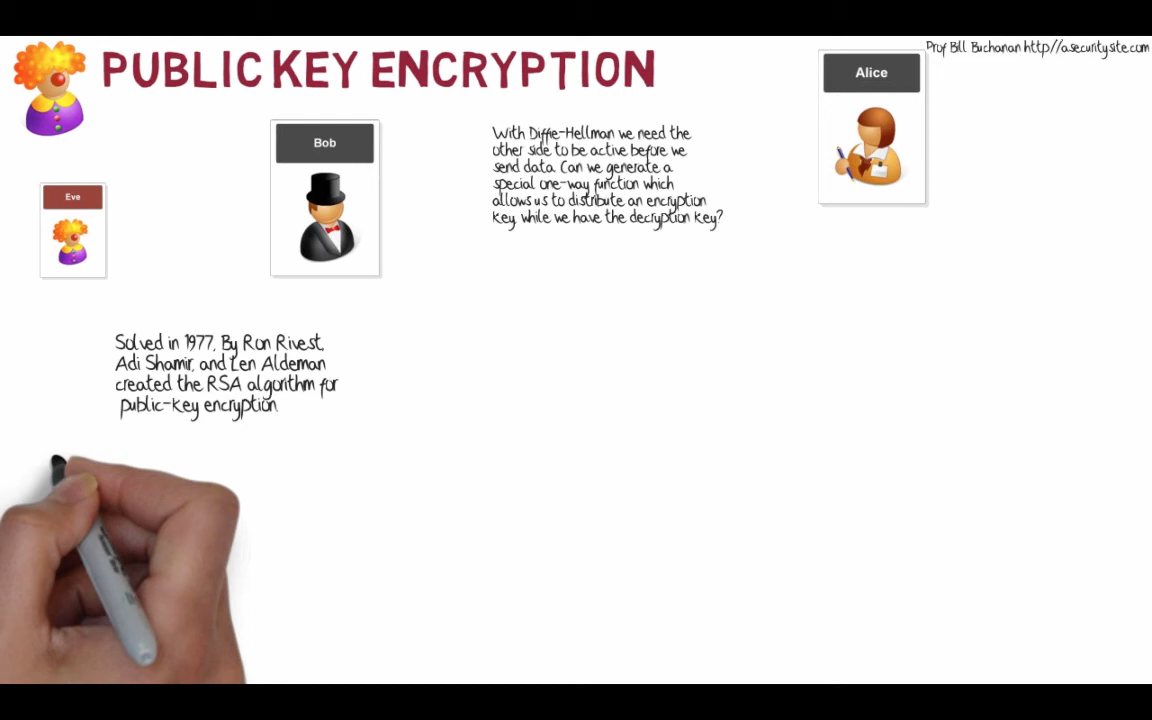 PUBLIC KEY ENCRYPTION
Prof Bill Buchanan http://asecuritysite.com
Alice
Bob
With Diffie-Hellman we need the
other side to be active before we
send data. Can we generate a
special one-way function which
allows us to distribute an encryption
key, while we have the decryption key?
Eve
Solved in 1977, By Ron Rivest,
Adi Shamir, and Len Aldeman
created the RSA algorithm for
public-key encryption.